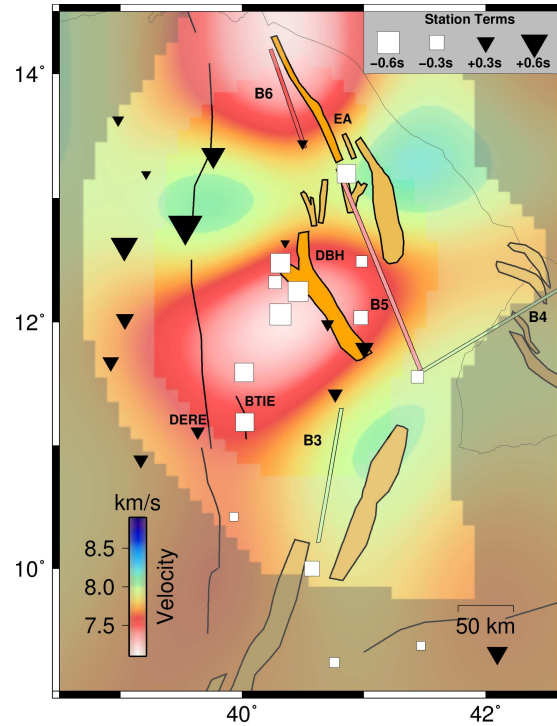 Station Terms
−0.6s −0.3s +0.3s +0.6s
14°
B6
EA
DBH
B5
B4
12°
BTIE
DERE
B3
km/s
8.5
8.0
7.5
Velocity
10°
50 km
40° 42°